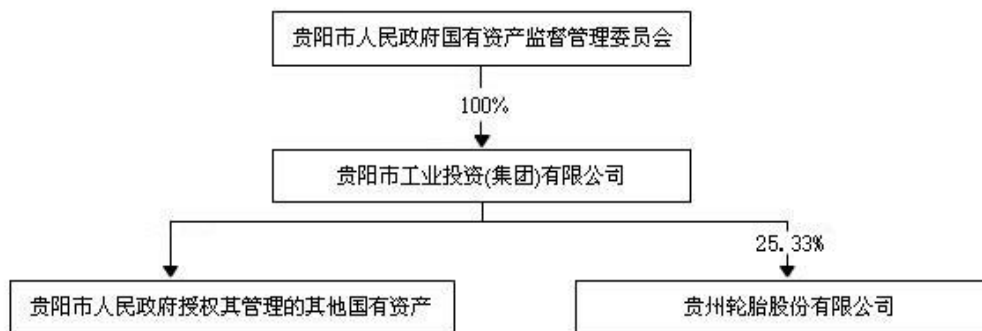 贵阳市人民政府国有资产监督管理委员会
100%
贵阳市工业投资(集团)有限公司
25.33%
贵阳市人民政府授权其管理的其他国有资产
贵州轮胎股份有限公司